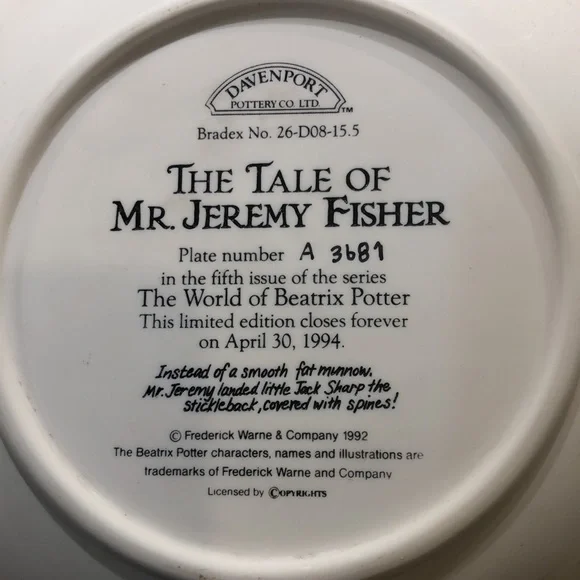 DAVENPORT
POTTERY CO. LTD. TM
Bradex No. 26-D08-15.5
THE TALE OF
MR. JEREMY FISHER
Plate number A 3681
in the fifth issue of the series
The World of Beatrix Potter
This limited edition closes forever
on April 30, 1994.
Instead of a smooth fat minnow,
Mr. Jeremy landed little Jack Sharp the
stickleback, covered with spines!
© Frederick Warne & Company 1992
The Beatrix Potter characters, names and illustrations are
trademarks of Frederick Warne and Company
Licensed by ©OPYRIGHTS